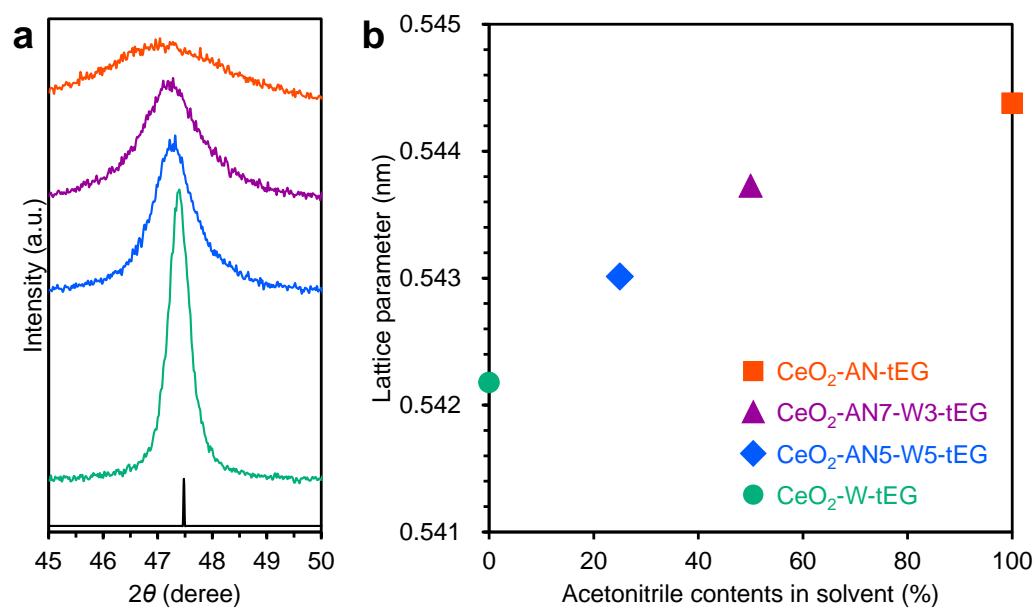 a
Intensity (a.u.)
45 46 47 48 49 50
2θ (deree)
b
Lattice parameter (nm)
0.545
0.544
0.543
0.542
0.541
CeO2-AN-tEG
CeO2-AN7-W3-tEG
CeO2-AN5-W5-tEG
CeO2-W-tEG
0 20 40 60 80 100
Acetonitrile contents in solvent (%)